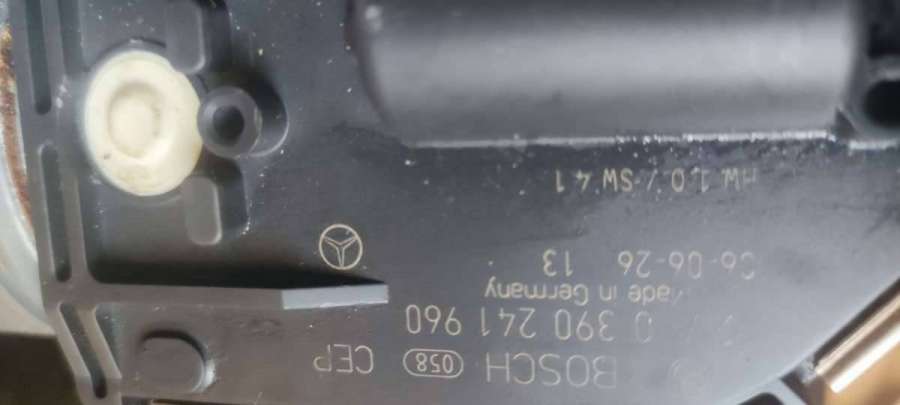 BOSCH 058 CEP
0 390 241 960
Made in Germany
06-06-26 13
HW 1.0 / SW 4.1